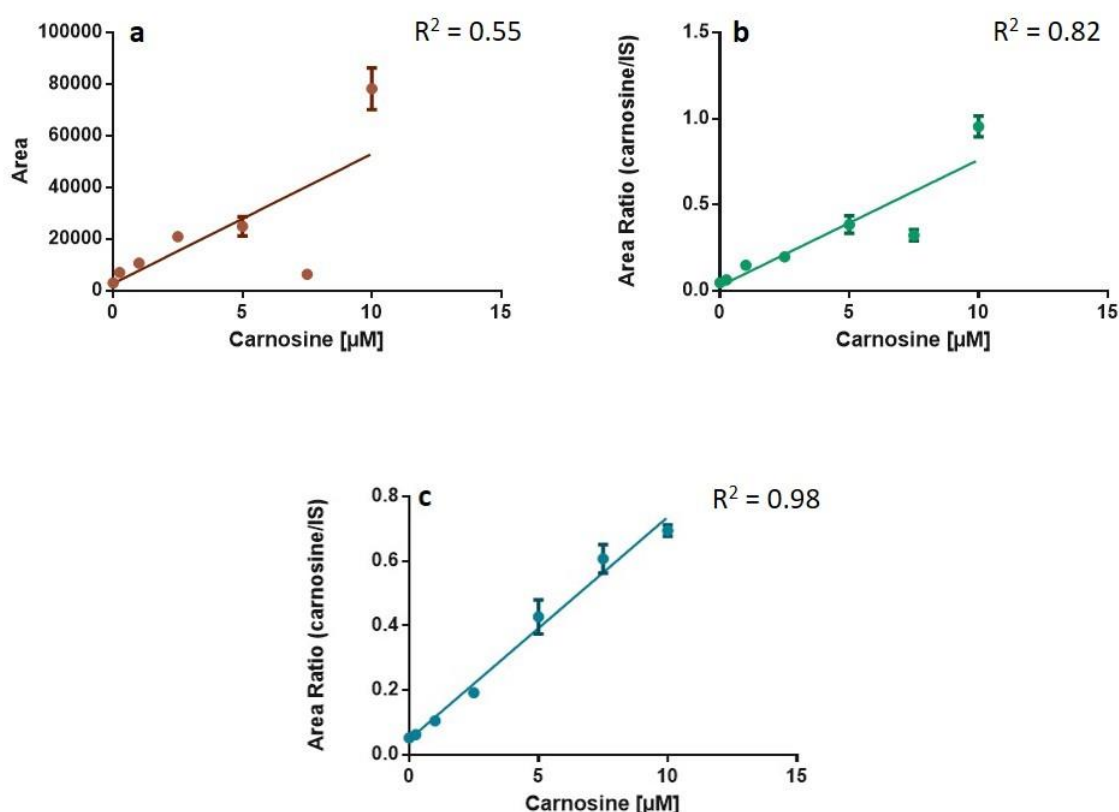 a
R² = 0.55
100000
80000
60000
40000
20000
0
Area
0 5 10 15
Carnosine [µM]
b
R² = 0.82
1.5
1.0
0.5
0.0
Area Ratio (carnosine/IS)
0 5 10 15
Carnosine [µM]
c
R² = 0.98
0.8
0.6
0.4
0.2
0.0
Area Ratio (carnosine/IS)
0 5 10 15
Carnosine [µM]